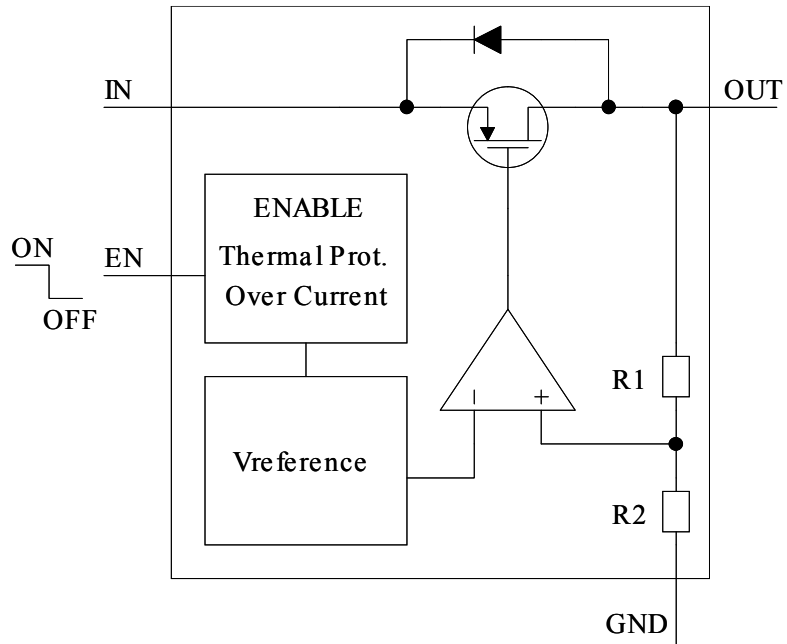 IN
OUT
ENABLE
Thermal Prot.
Over Current
ON
OFF
EN
Vreference
R1
R2
GND